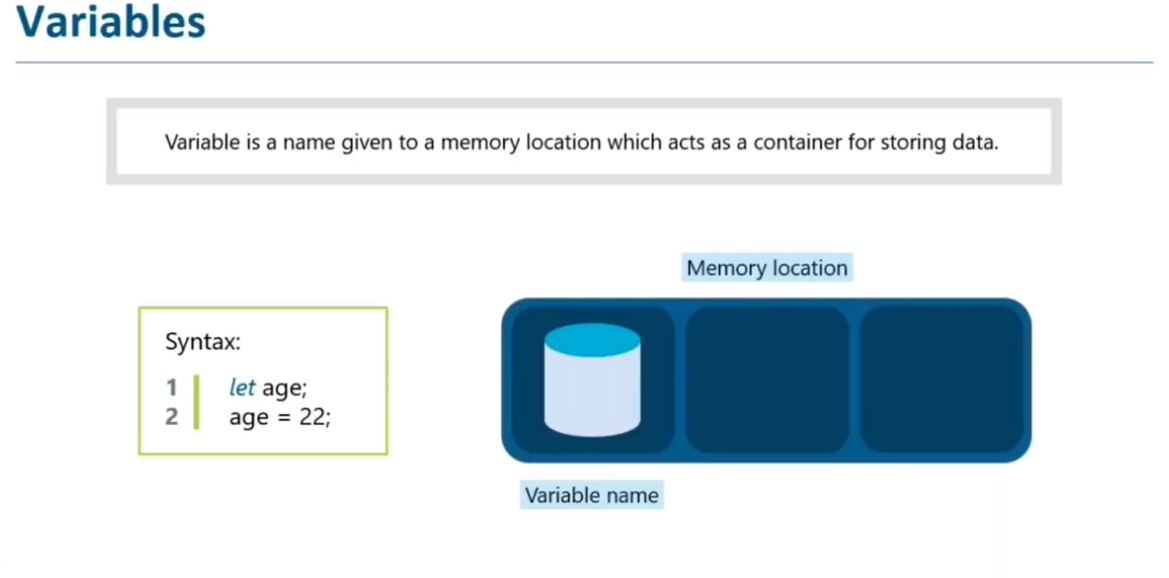 Variables
Variable is a name given to a memory location which acts as a container for storing data.
Memory location
Syntax:
1 let age;
2 age = 22;
Variable name